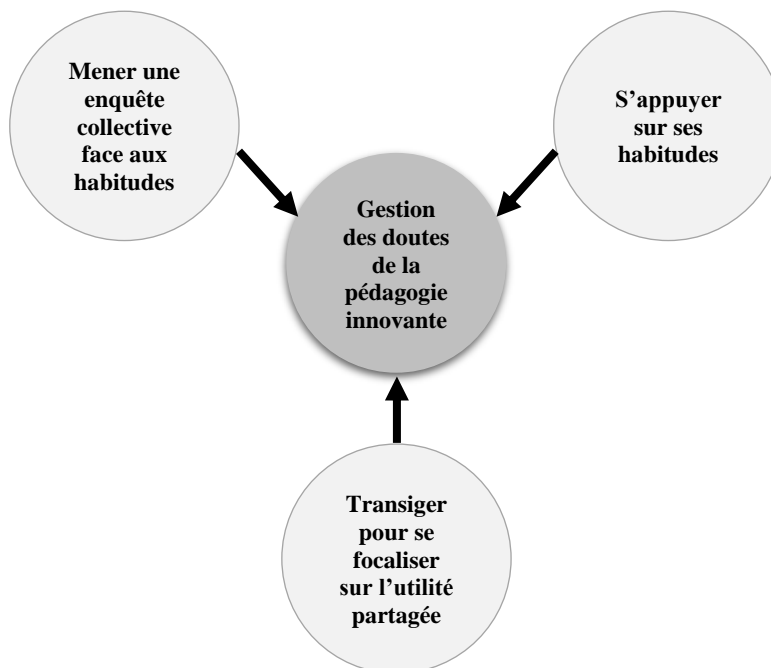 Mener une
enquête
collective
face aux
habitudes
S’appuyer
sur ses
habitudes
Gestion
des doutes
de la
pédagogie
innovante
Transiger
pour se
focaliser
sur l’utilité
partagée